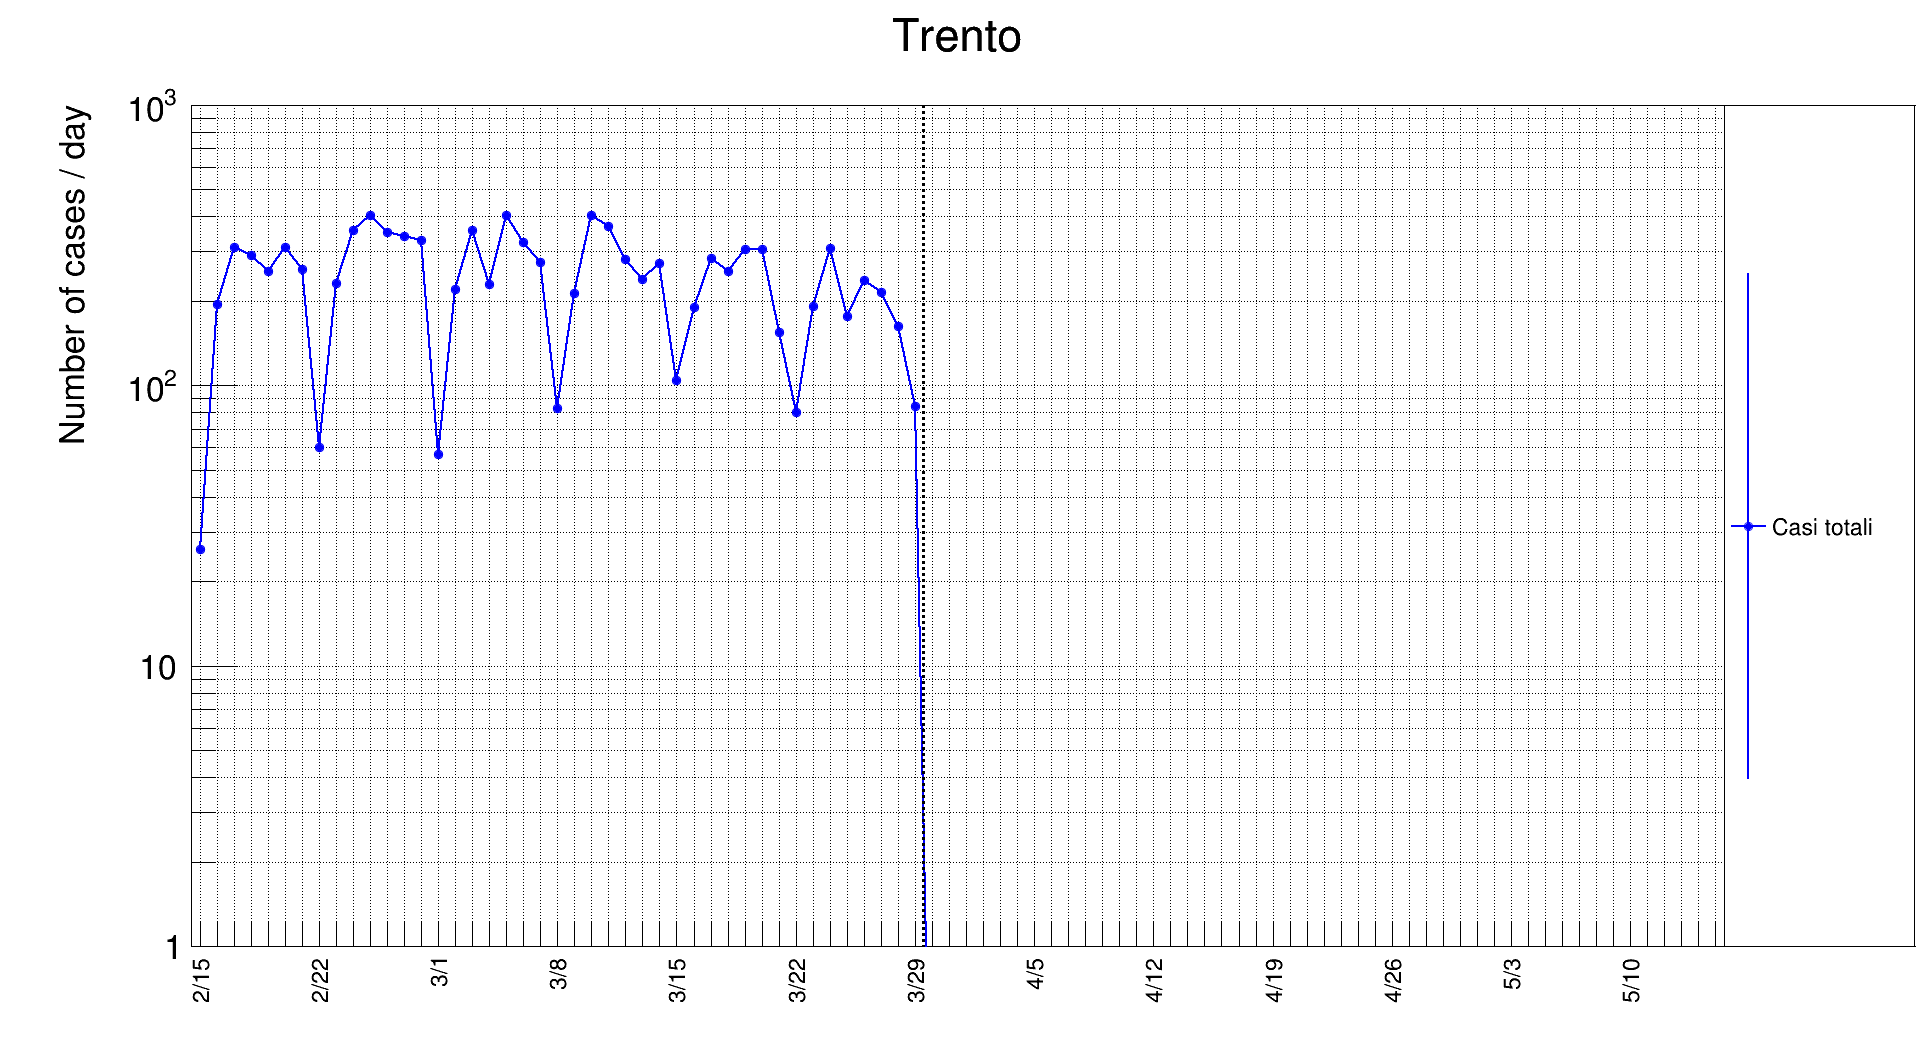 Trento
Number of cases / day
10³
10²
10
1
2/15 2/22 3/1 3/8 3/15 3/22 3/29 4/5 4/12 4/19 4/26 5/3 5/10
Casi totali